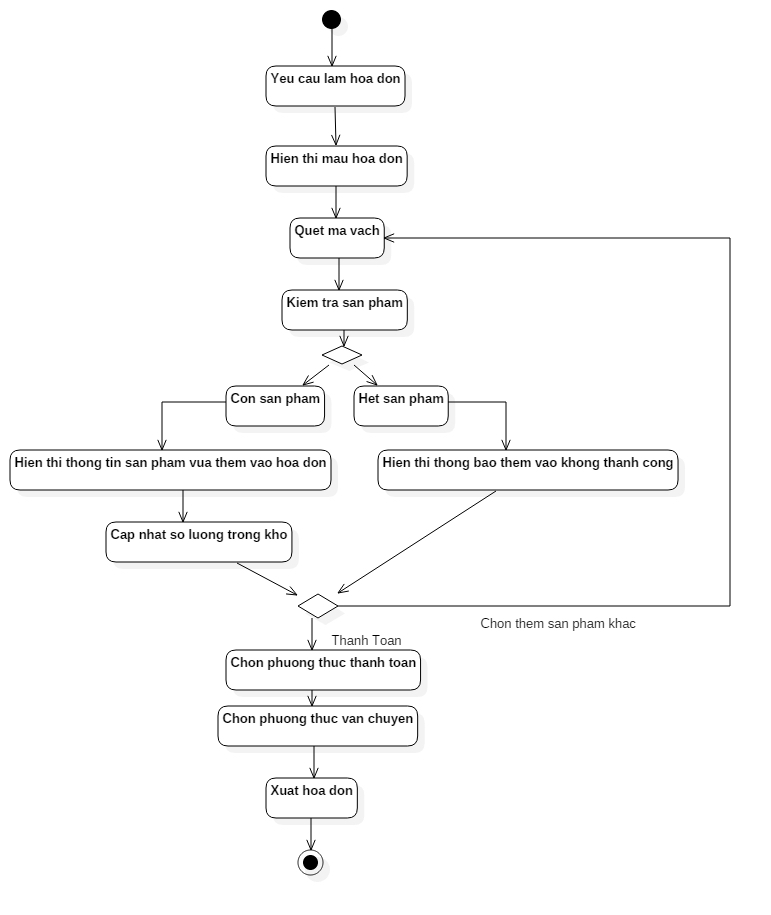 Yeu cau lam hoa don
Hien thi mau hoa don
Quet ma vach
Kiem tra san pham
Con san pham
Het san pham
Hien thi thong tin san pham vua them vao hoa don
Hien thi thong bao them vao khong thanh cong
Cap nhat so luong trong kho
Chon them san pham khac
Thanh Toan
Chon phuong thuc thanh toan
Chon phuong thuc van chuyen
Xuat hoa don